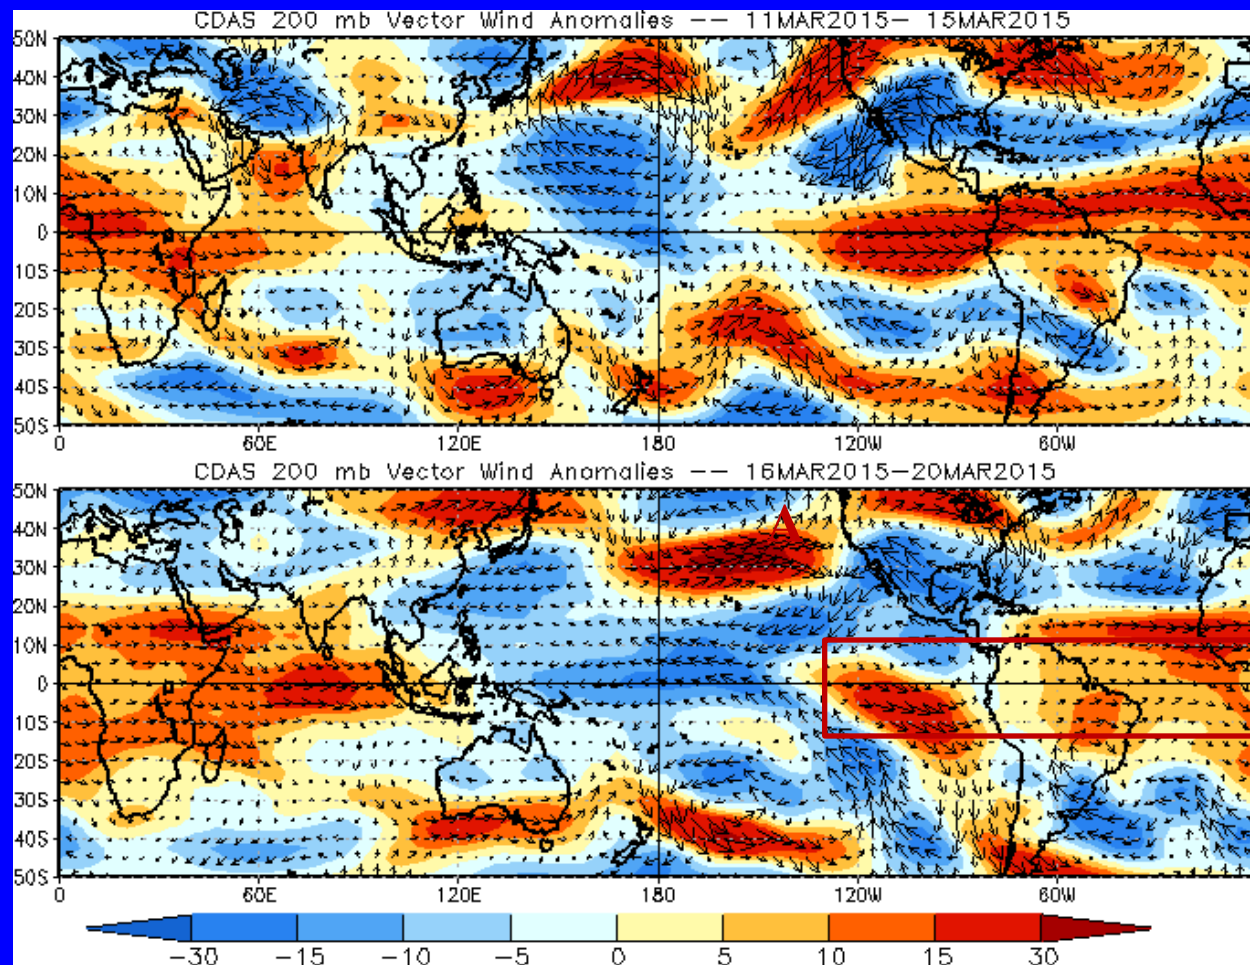 CDAS 200 mb Vector Wind Anomalies -- 11MAR2015- 15MAR2015
50N
40N
30N
20N
10N
0
10S
20S
30S
40S
50S
0 60E 120E 180 120W 60W
CDAS 200 mb Vector Wind Anomalies -- 16MAR2015-20MAR2015
50N
A
40N
30N
20N
10N
0
10S
20S
30S
40S
50S
0 60E 120E 180 120W 60W
-30 -15 -10 -5 0 5 10 15 30